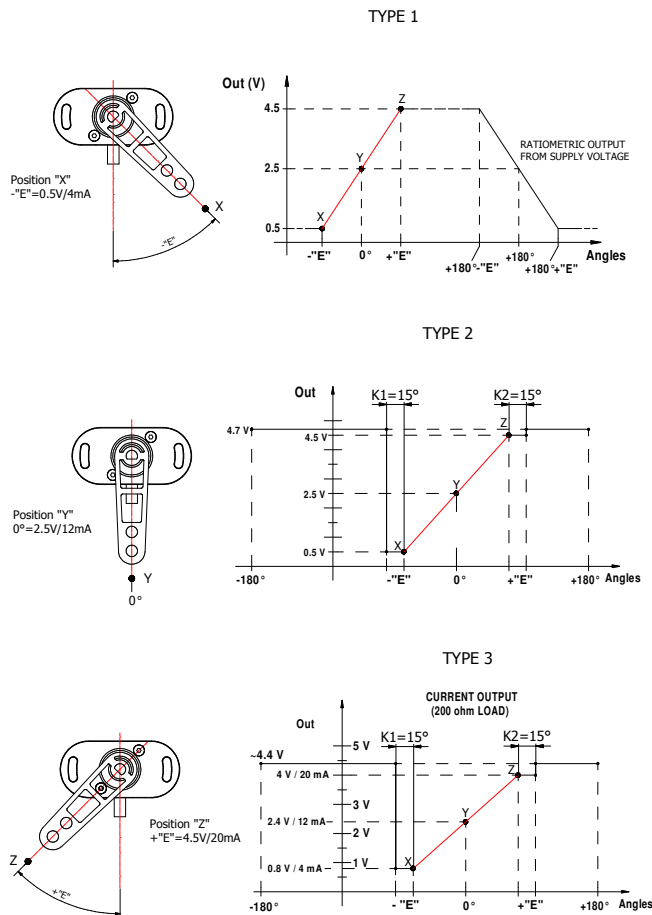 TYPE 1
Out (V)
4.5
2.5
0.5
X
Y
Z
RATIOMETRIC OUTPUT
FROM SUPPLY VOLTAGE
-"E"
0°
+"E"
+180°-"E"
+180°
+180°+"E"
Angles
Position "X"
-"E"=0.5V/4mA
X
-"E"
TYPE 2
Out
K1=15°
K2=15°
4.7 V
4.5 V
2.5 V
0.5 V
X
Y
Z
-180°
-"E"
0°
+"E"
+180°
Angles
Position "Y"
0°=2.5V/12mA
Y
0°
TYPE 3
CURRENT OUTPUT
(200 ohm LOAD)
Out
5 V
K1=15°
K2=15°
~4.4 V
4 V / 20 mA
3 V
2.4 V / 12 mA
2 V
1 V
0.8 V / 4 mA
X
Y
Z
-180°
- "E"
0°
+"E"
+180°
Angles
Position "Z"
+"E"=4.5V/20mA
Z
+"E"